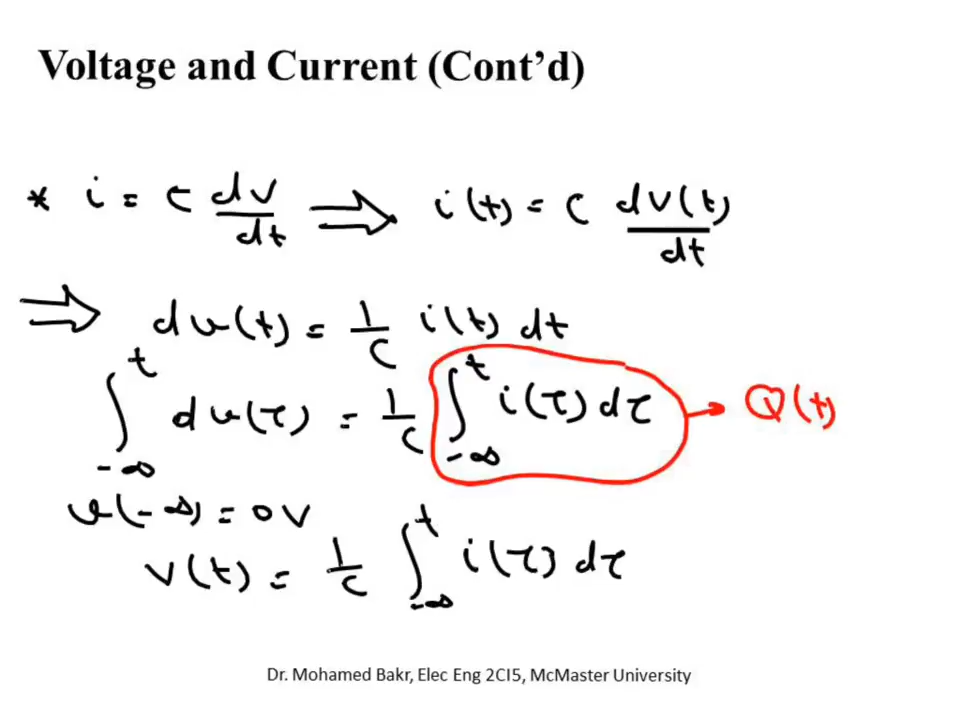 Voltage and Current (Cont'd)
* i = C dv/dt ⇒ i(t) = C dv(t)/dt
⇒ dv(t) = 1/C i(t) dt
∫_{-∞}^{t} dv(τ) = 1/C ∫_{-∞}^{t} i(τ) dτ → Q(t)
v(-∞) = 0V
v(t) = 1/C ∫_{-∞}^{t} i(τ) dτ
Dr. Mohamed Bakr, Elec Eng 2CI5, McMaster University